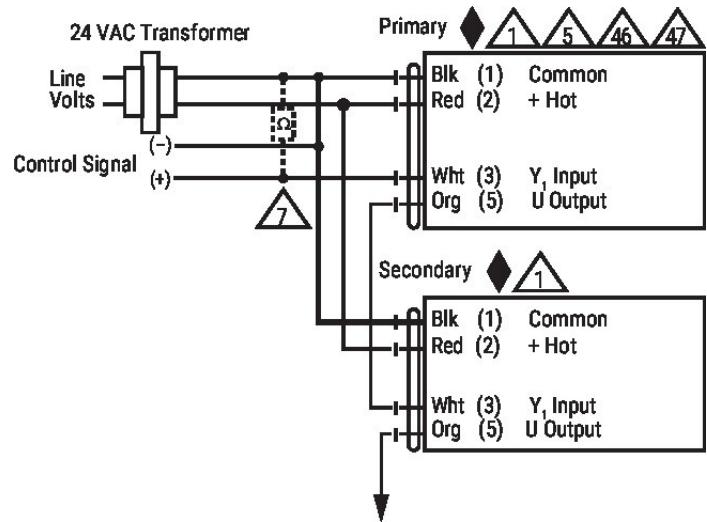 24 VAC Transformer
Line
Volts
(−)
Control Signal
(+)
Ω
7
Primary 1 5 46 47
Blk (1) Common
Red (2) + Hot
Wht (3) Y₁ Input
Org (5) U Output
Secondary 1
Blk (1) Common
Red (2) + Hot
Wht (3) Y₁ Input
Org (5) U Output